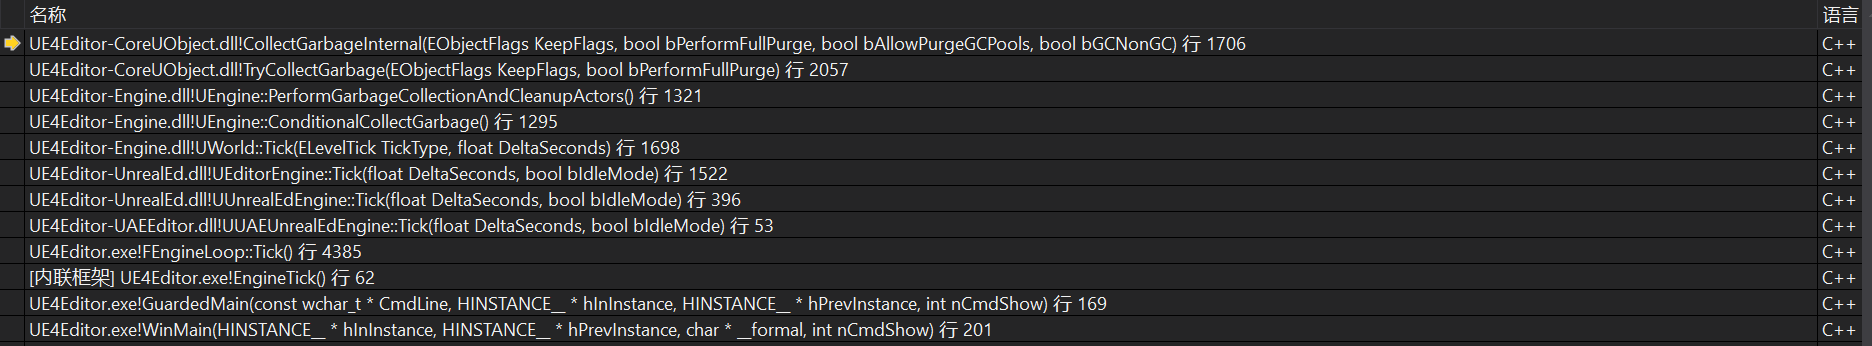 名称 语言
UE4Editor-CoreUObject.dll!CollectGarbageInternal(EObjectFlags KeepFlags, bool bPerformFullPurge, bool bAllowPurgeGCPools, bool bGCNonGC) 行 1706 C++
UE4Editor-CoreUObject.dll!TryCollectGarbage(EObjectFlags KeepFlags, bool bPerformFullPurge) 行 2057 C++
UE4Editor-Engine.dll!UEngine::PerformGarbageCollectionAndCleanupActors() 行 1321 C++
UE4Editor-Engine.dll!UEngine::ConditionalCollectGarbage() 行 1295 C++
UE4Editor-Engine.dll!UWorld::Tick(ELevelTick TickType, float DeltaSeconds) 行 1698 C++
UE4Editor-UnrealEd.dll!UEditorEngine::Tick(float DeltaSeconds, bool bIdleMode) 行 1522 C++
UE4Editor-UnrealEd.dll!UUnrealEdEngine::Tick(float DeltaSeconds, bool bIdleMode) 行 396 C++
UE4Editor-UAEEditor.dll!UUAEUnrealEdEngine::Tick(float DeltaSeconds, bool bIdleMode) 行 53 C++
UE4Editor.exe!FEngineLoop::Tick() 行 4385 C++
[内联框架] UE4Editor.exe!EngineTick() 行 62 C++
UE4Editor.exe!GuardedMain(const wchar_t * CmdLine, HINSTANCE__ * hInInstance, HINSTANCE__ * hPrevInstance, int nCmdShow) 行 169 C++
UE4Editor.exe!WinMain(HINSTANCE__ * hInInstance, HINSTANCE__ * hPrevInstance, char * __formal, int nCmdShow) 行 201 C++